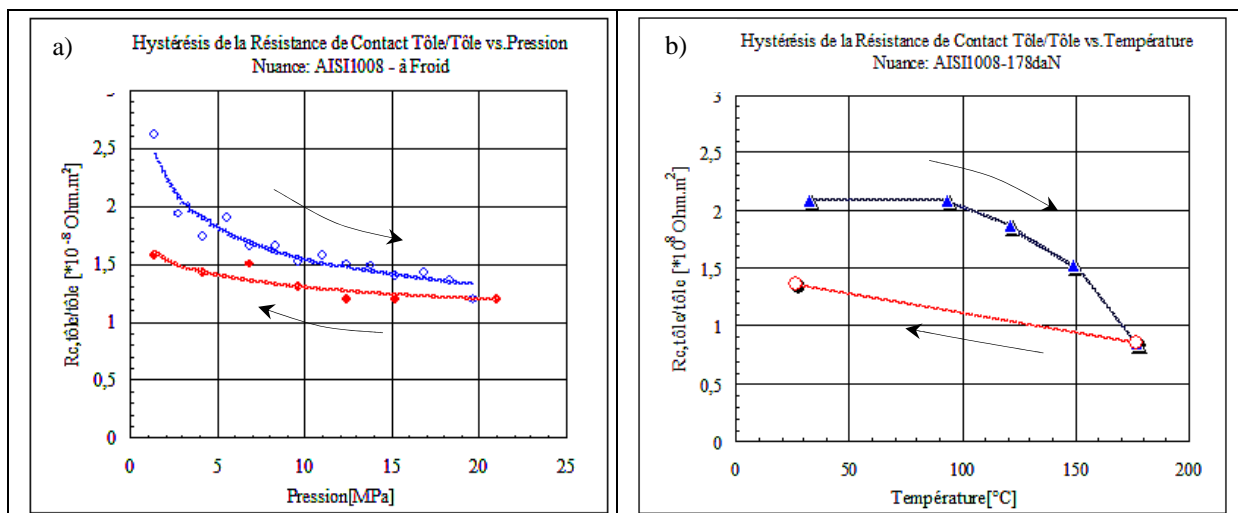 a)
Hystérésis de la Résistance de Contact Tôle/Tôle vs.Pression
Nuance: AISI1008 - à Froid
Rc,tôle/tôle [*10⁻⁸ Ohm.m²]
2,5
2
1,5
1
0,5
0
0 5 10 15 20 25
Pression[MPa]
b)
Hystérésis de la Résistance de Contact Tôle/Tôle vs.Température
Nuance: AISI1008-178daN
Rc,tôle/tôle [*10⁸ Ohm.m²]
3
2,5
2
1,5
1
0,5
0
0 50 100 150 200
Température[°C]